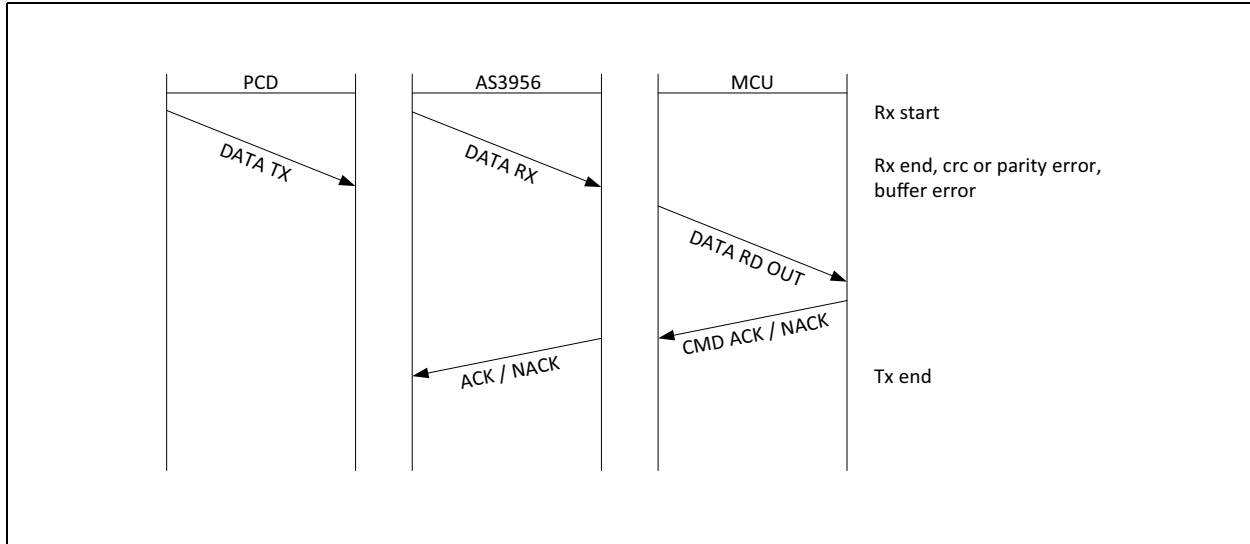 PCD
AS3956
MCU
Rx start
DATA TX
DATA RX
Rx end, crc or parity error,
buffer error
DATA RD OUT
CMD ACK / NACK
ACK / NACK
Tx end